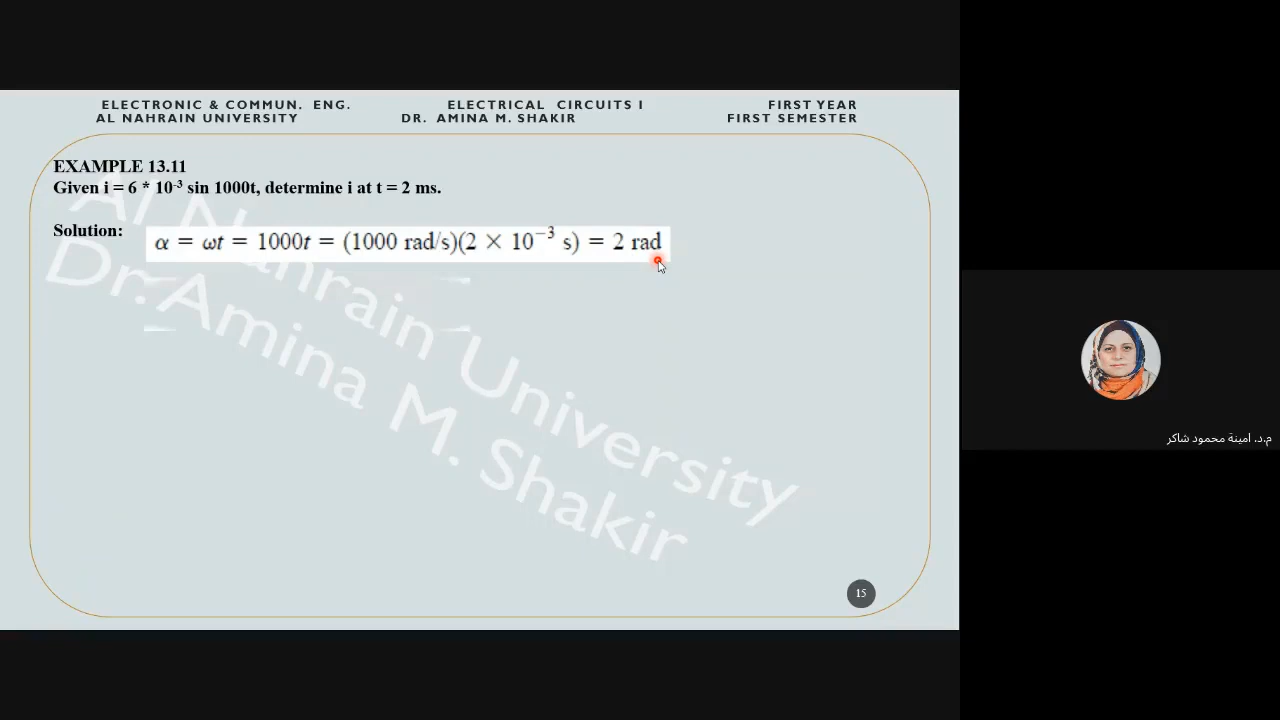 ELECTRONIC & COMMUN. ENG. ELECTRICAL CIRCUITS I FIRST YEAR
AL NAHRAIN UNIVERSITY DR. AMINA M. SHAKIR FIRST SEMESTER
EXAMPLE 13.11
Given i = 6 * 10⁻³ sin 1000t, determine i at t = 2 ms.
Solution: α = ωt = 1000t = (1000 rad/s)(2 × 10⁻³ s) = 2 rad
Al Nahrain University
Dr. Amina M. Shakir
15
م.د. امينة محمود شاكر